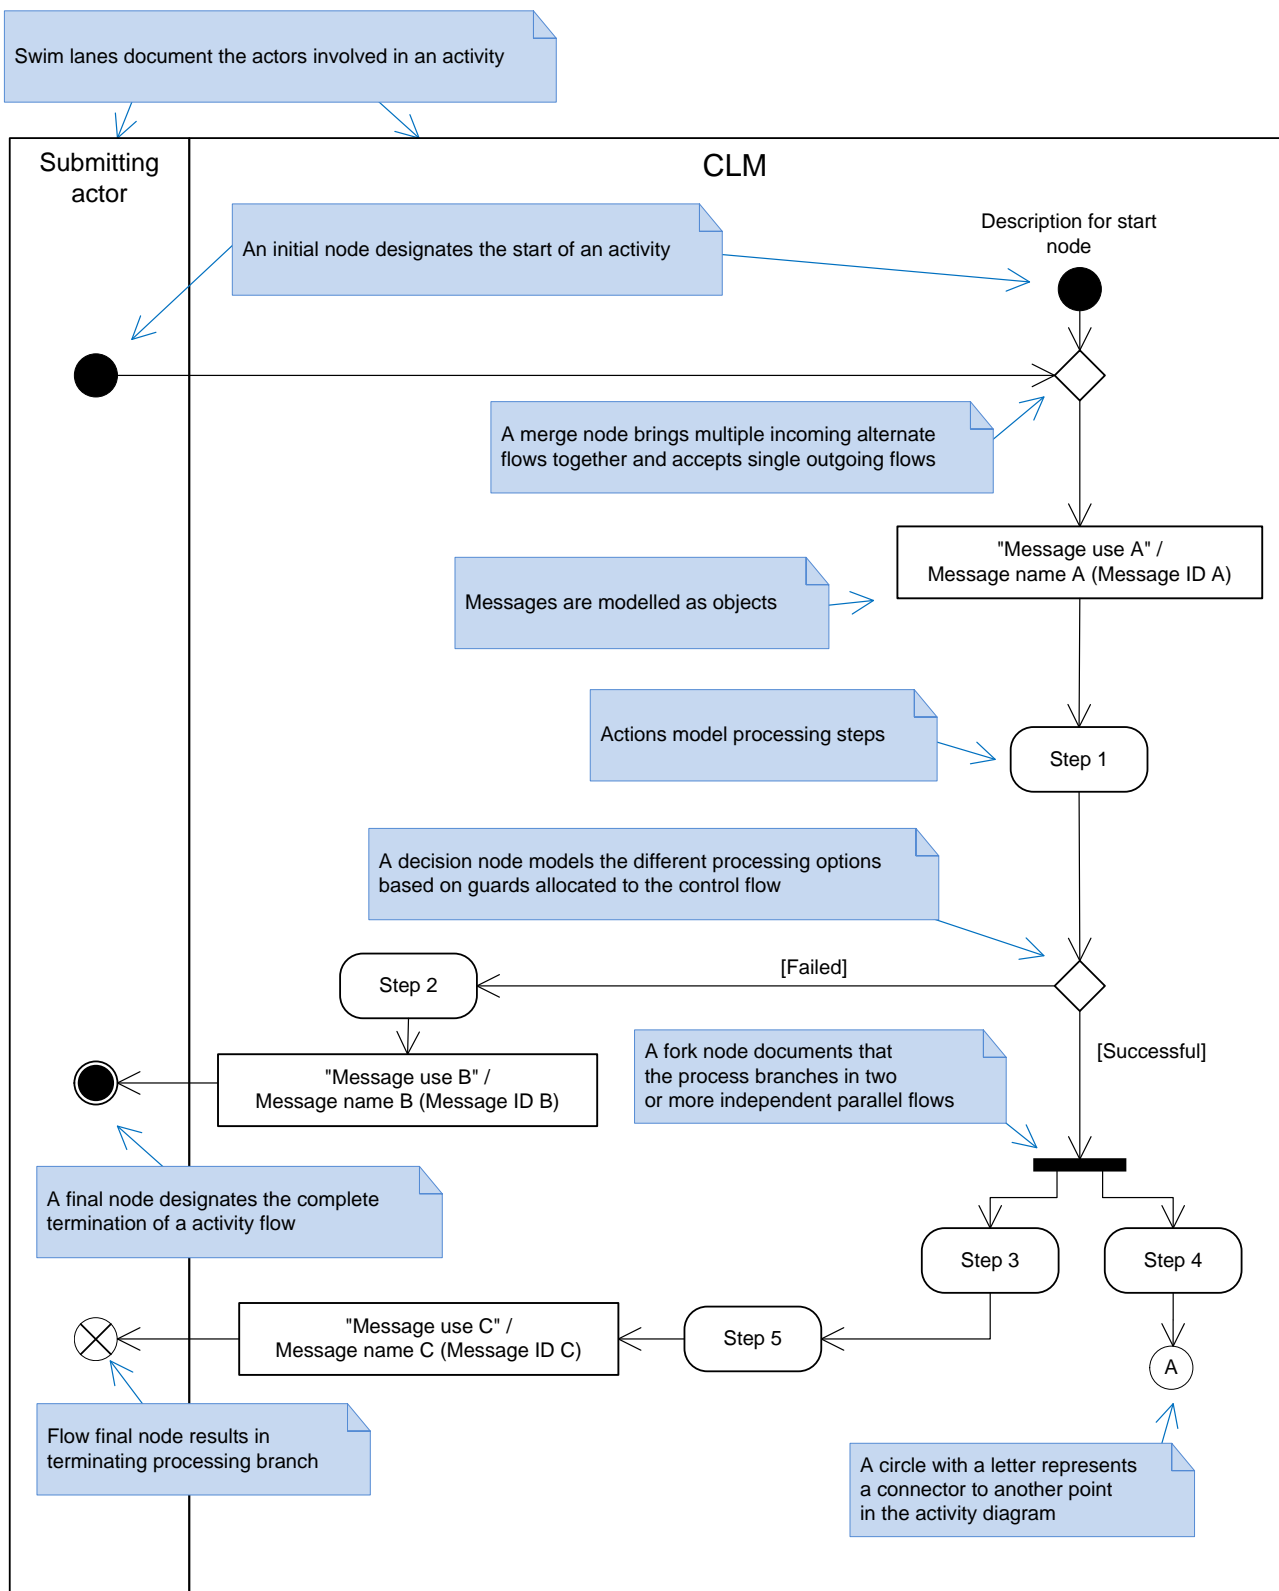 Swim lanes document the actors involved in an activity
Submitting
actor
CLM
Description for start
node
An initial node designates the start of an activity
A merge node brings multiple incoming alternate
flows together and accepts single outgoing flows
"Message use A" /
Message name A (Message ID A)
Messages are modelled as objects
Actions model processing steps
Step 1
A decision node models the different processing options
based on guards allocated to the control flow
[Failed]
Step 2
[Successful]
A fork node documents that
the process branches in two
or more independent parallel flows
"Message use B" /
Message name B (Message ID B)
A final node designates the complete
termination of a activity flow
Step 3
Step 4
"Message use C" /
Message name C (Message ID C)
Step 5
A
Flow final node results in
terminating processing branch
A circle with a letter represents
a connector to another point
in the activity diagram